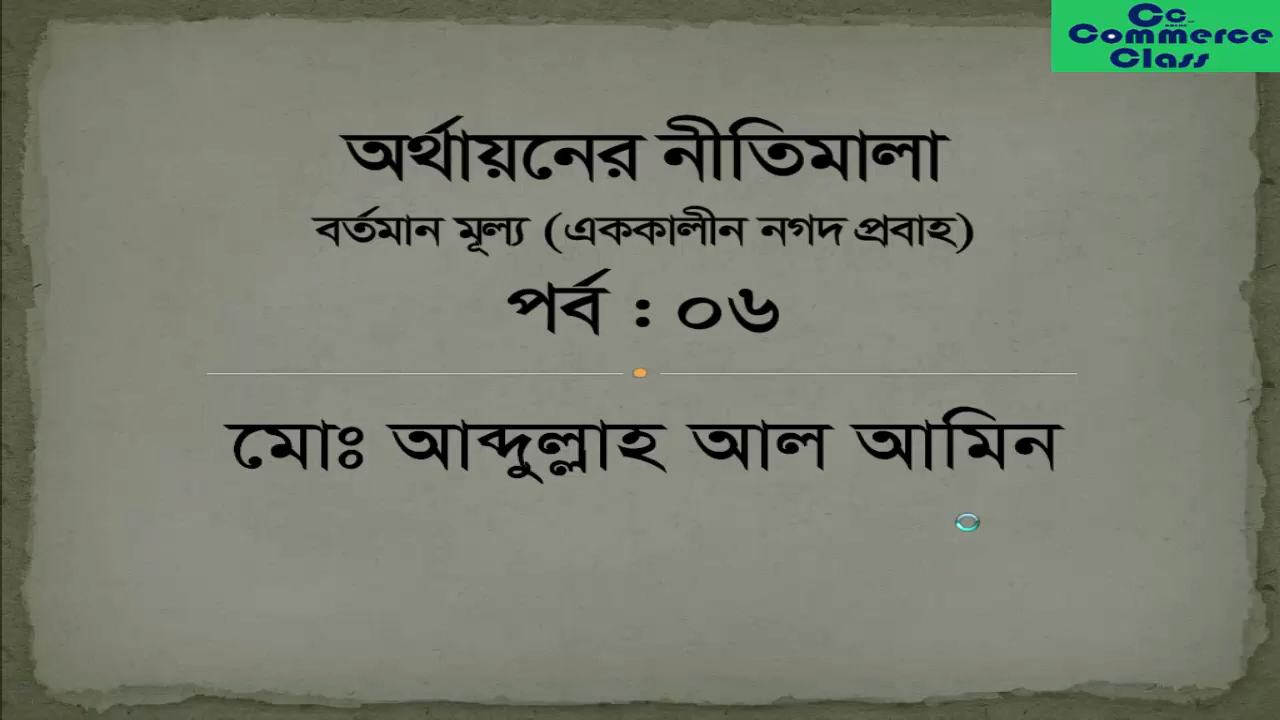 Cc
Commerce
Class
অর্থায়নের নীতিমালা
বর্তমান মূল্য (এককালীন নগদ প্রবাহ)
পর্ব : ০৬
মোঃ আব্দুল্লাহ আল আমিন